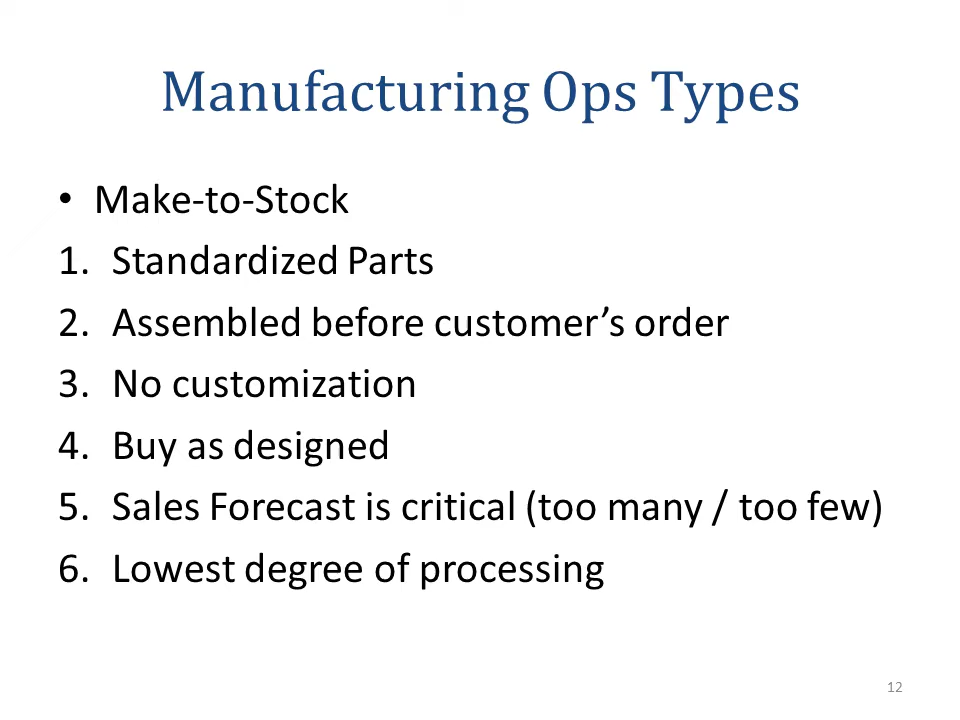 Manufacturing Ops Types
• Make-to-Stock
1. Standardized Parts
2. Assembled before customer’s order
3. No customization
4. Buy as designed
5. Sales Forecast is critical (too many / too few)
6. Lowest degree of processing
12